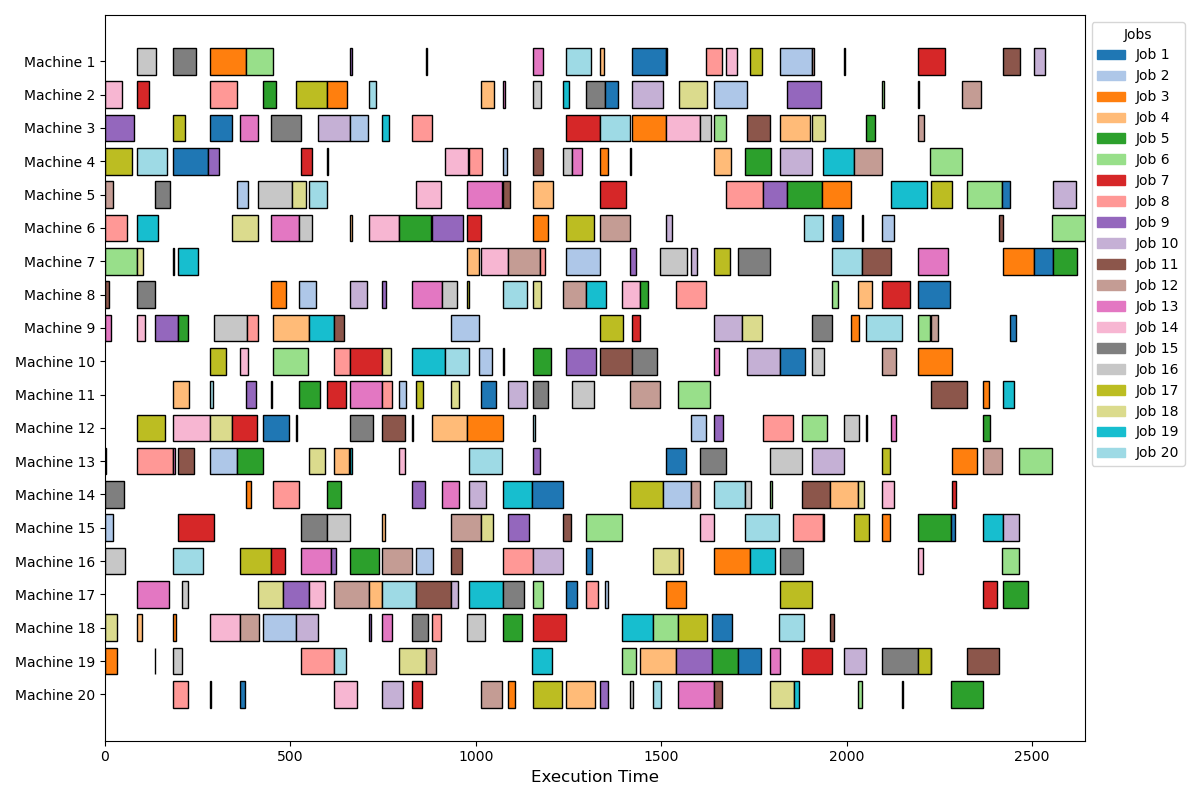 Machine 1
Machine 2
Machine 3
Machine 4
Machine 5
Machine 6
Machine 7
Machine 8
Machine 9
Machine 10
Machine 11
Machine 12
Machine 13
Machine 14
Machine 15
Machine 16
Machine 17
Machine 18
Machine 19
Machine 20
0 500 1000 1500 2000 2500
Execution Time
Jobs
Job 1
Job 2
Job 3
Job 4
Job 5
Job 6
Job 7
Job 8
Job 9
Job 10
Job 11
Job 12
Job 13
Job 14
Job 15
Job 16
Job 17
Job 18
Job 19
Job 20